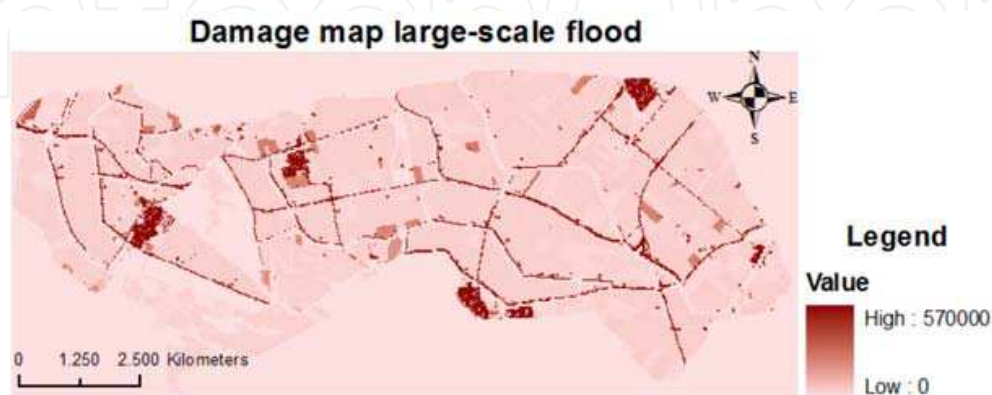 Damage map large-scale flood
N
W E
S
Legend
Value
High : 570000
Low : 0
0 1.250 2.500 Kilometers